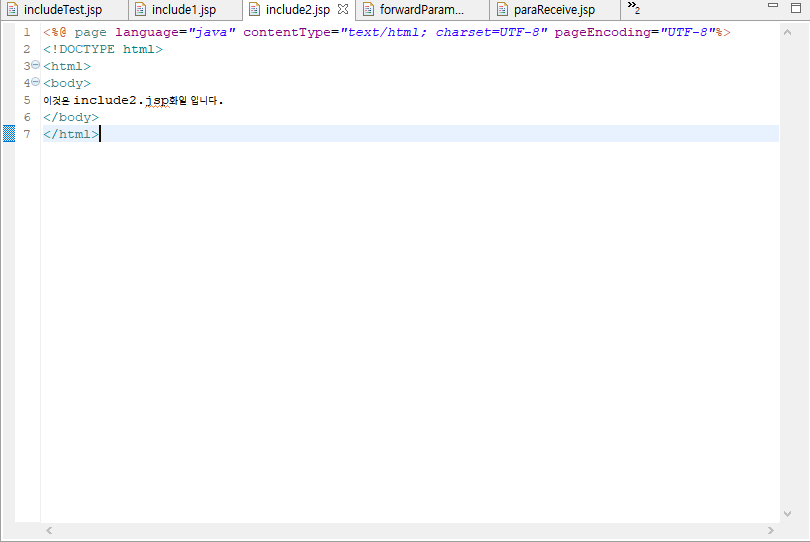 includeTest.jsp include1.jsp include2.jsp forwardParam... paraReceive.jsp »2
1 <%@ page language="java" contentType="text/html; charset=UTF-8" pageEncoding="UTF-8"%>
2 <!DOCTYPE html>
3 <html>
4 <body>
5 이것은 include2.jsp화일 입니다.
6 </body>
7 </html>